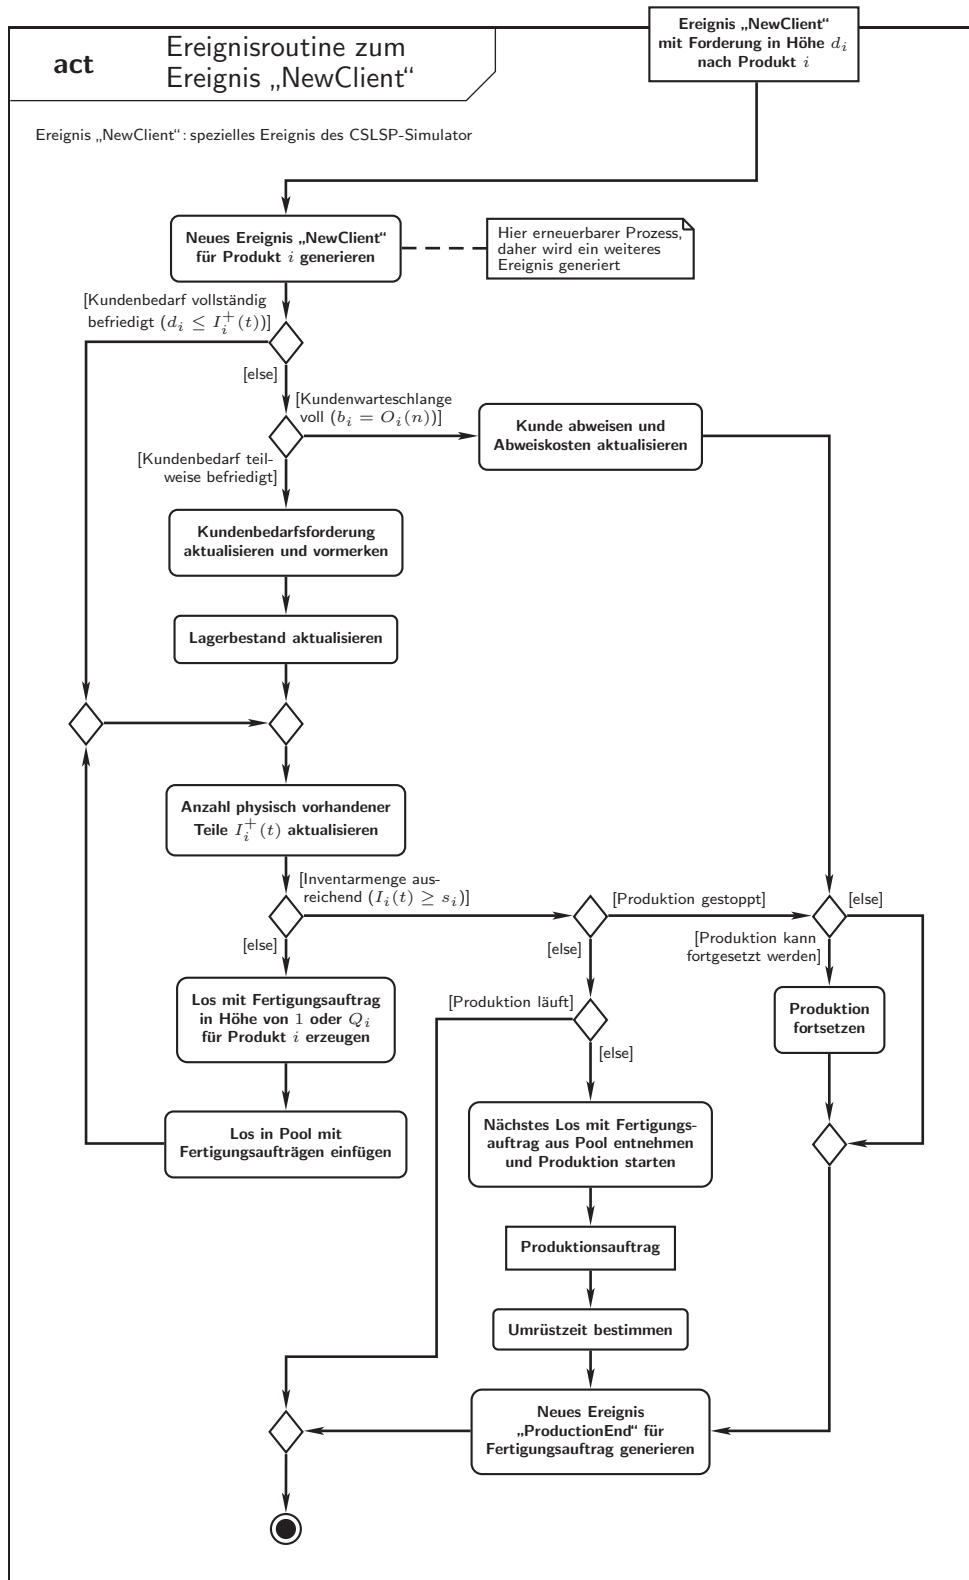 Ereignis „NewClient“
mit Forderung in Höhe $d_i$
nach Produkt $i$
act
Ereignisroutine zum
Ereignis „NewClient“
Ereignis „NewClient“: spezielles Ereignis des CSLSP-Simulator
Neues Ereignis „NewClient“
für Produkt $i$ generieren
Hier erneuerbarer Prozess,
daher wird ein weiteres
Ereignis generiert
[Kundenbedarf vollständig
befriedigt ($d_i \leq I_i^+(t)$)]
[else]
[Kundenwarteschlange
voll ($b_i = O_i(n)$)]
Kunde abweisen und
Abweiskosten aktualisieren
[Kundenbedarf teil-
weise befriedigt]
Kundenbedarfsforderung
aktualisieren und vormerken
Lagerbestand aktualisieren
Anzahl physisch vorhandener
Teile $I_i^+(t)$ aktualisieren
[Inventarmenge aus-
reichend ($I_i(t) \geq s_i$)]
[Produktion gestoppt]
[else]
[else]
[else]
[Produktion kann
fortgesetzt werden]
Los mit Fertigungsauftrag
in Höhe von 1 oder $Q_i$
für Produkt $i$ erzeugen
[Produktion läuft]
Produktion
fortsetzen
[else]
Los in Pool mit
Fertigungsaufträgen einfügen
Nächstes Los mit Fertigungs-
auftrag aus Pool entnehmen
und Produktion starten
Produktionsauftrag
Umrüstzeit bestimmen
Neues Ereignis
„ProductionEnd“ für
Fertigungsauftrag generieren